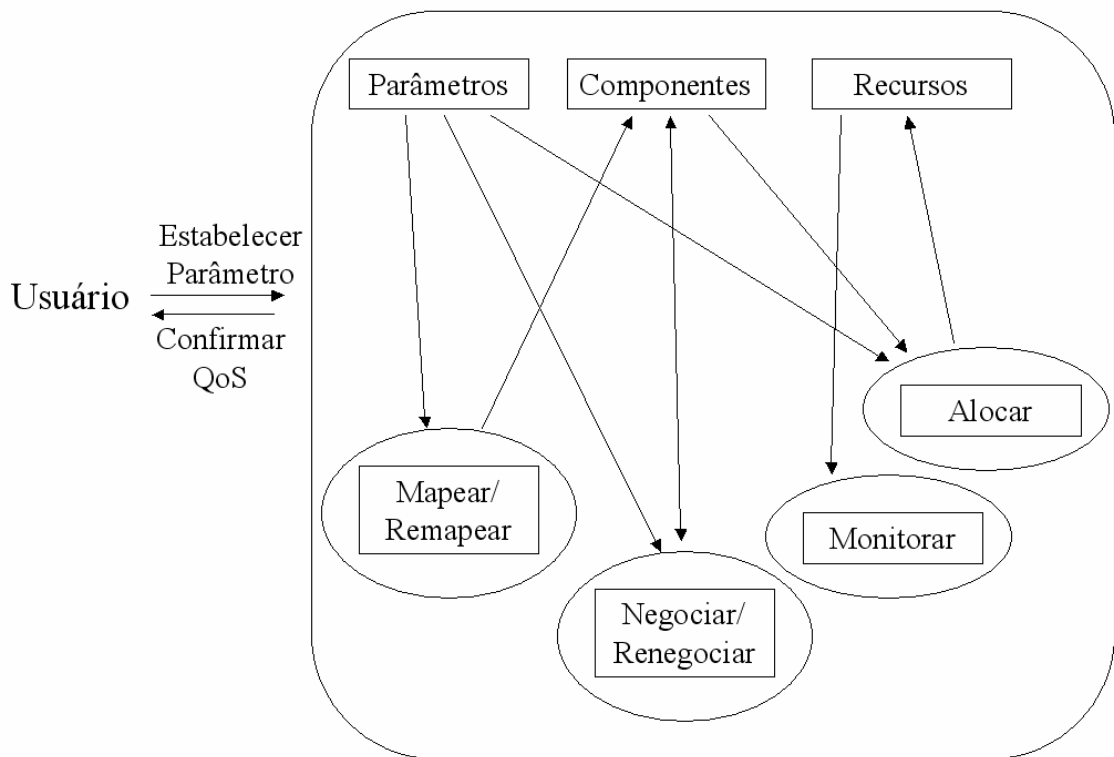 Parâmetros
Componentes
Recursos
Estabelecer
Parâmetro
Usuário
Confirmar
QoS
Alocar
Mapear/
Remapear
Monitorar
Negociar/
Renegociar